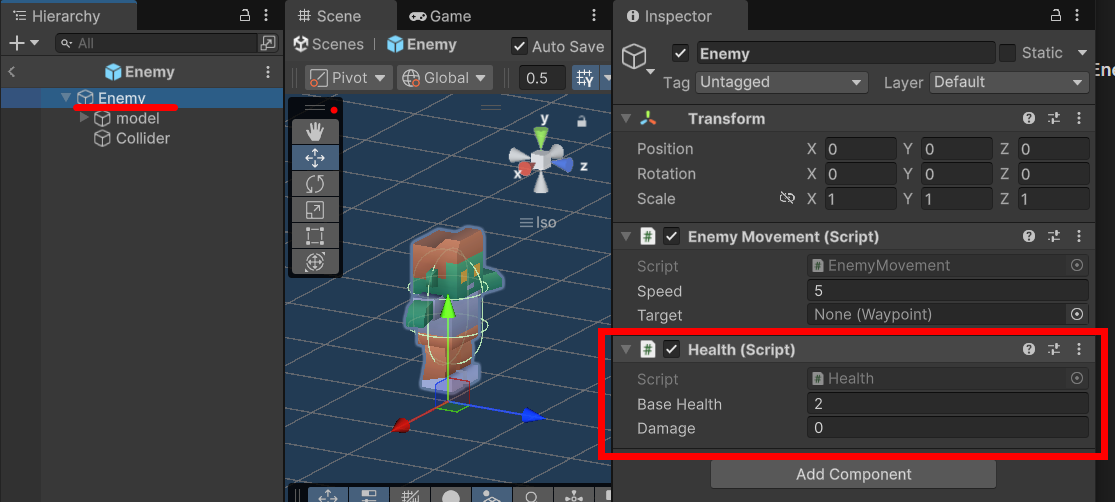 Hierarchy
Scene
Game
Inspector
All
Scenes
Enemy
Auto Save
Enemy
Static
Enemy
Pivot
Global
0.5
Tag
Untagged
Layer
Default
Enemy
model
Collider
Transform
Position X 0 Y 0 Z 0
Rotation X 0 Y 0 Z 0
Scale X 1 Y 1 Z 1
y
x
z
Iso
Enemy Movement (Script)
Script EnemyMovement
Speed 5
Target None (Waypoint)
Health (Script)
Script Health
Base Health 2
Damage 0
Add Component